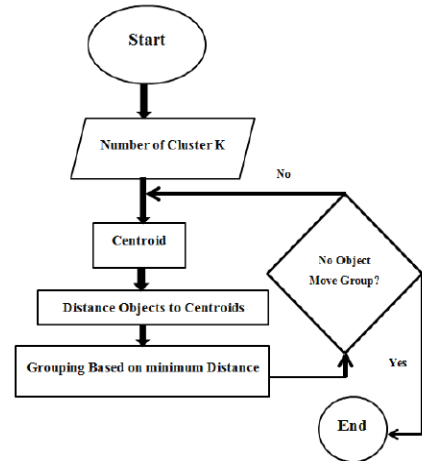 Start
Number of Cluster K
No
Centroid
No Object
Move Group?
Distance Objects to Centroids
Grouping Based on minimum Distance
Yes
End